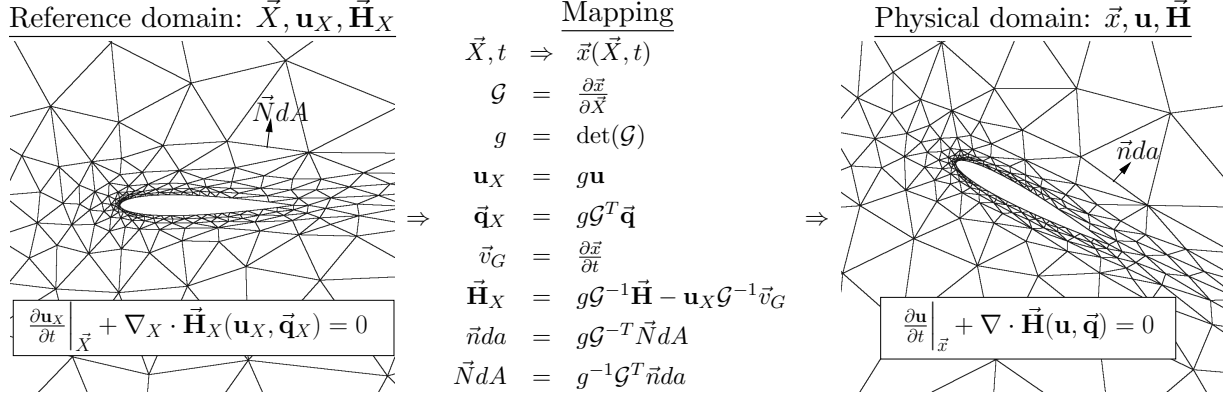 Reference domain: $\vec{X}, \mathbf{u}_X, \vec{\mathbf{H}}_X$
$\vec{N}dA$
$\left.\frac{\partial \mathbf{u}_X}{\partial t}\right|_{\vec{X}} + \nabla_X \cdot \vec{\mathbf{H}}_X(\mathbf{u}_X, \vec{\mathbf{q}}_X) = 0$
⇒
Mapping
$\vec{X}, t \Rightarrow \vec{x}(\vec{X}, t)$
$\mathcal{G} = \frac{\partial \vec{x}}{\partial \vec{X}}$
$g = \det(\mathcal{G})$
$\mathbf{u}_X = g\mathbf{u}$
$\vec{\mathbf{q}}_X = g\mathcal{G}^T\vec{\mathbf{q}}$
$\vec{v}_G = \frac{\partial \vec{x}}{\partial t}$
$\vec{\mathbf{H}}_X = g\mathcal{G}^{-1}\vec{\mathbf{H}} - \mathbf{u}_X\mathcal{G}^{-1}\vec{v}_G$
$\vec{n}da = g\mathcal{G}^{-T}\vec{N}dA$
$\vec{N}dA = g^{-1}\mathcal{G}^T\vec{n}da$
⇒
Physical domain: $\vec{x}, \mathbf{u}, \vec{\mathbf{H}}$
$\vec{n}da$
$\left.\frac{\partial \mathbf{u}}{\partial t}\right|_{\vec{x}} + \nabla \cdot \vec{\mathbf{H}}(\mathbf{u}, \vec{\mathbf{q}}) = 0$